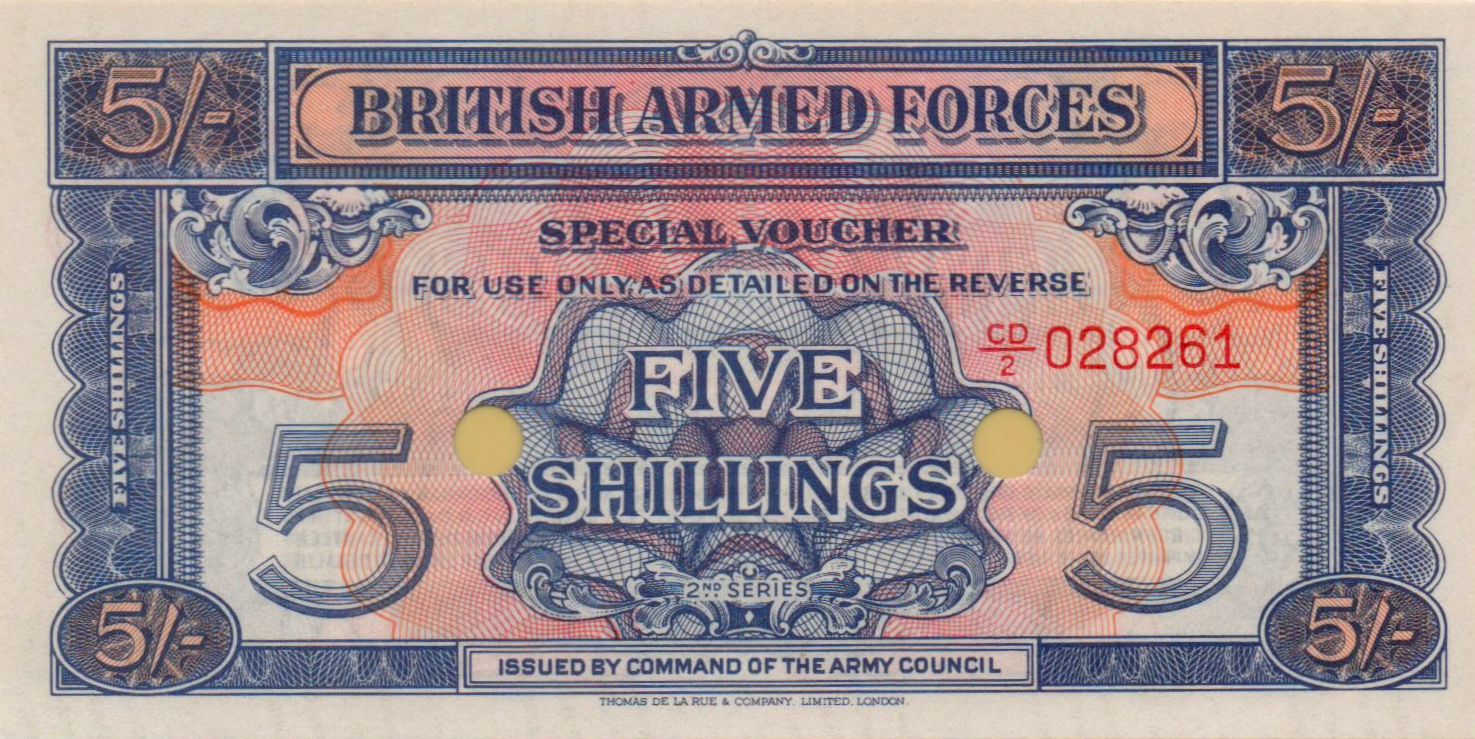 5/- BRITISH ARMED FORCES 5/-
SPECIAL VOUCHER
FOR USE ONLY AS DETAILED ON THE REVERSE
CD/2 028261
FIVE SHILLINGS
FIVE SHILLINGS
FIVE
5 5
SHILLINGS
2ND SERIES
5/- 5/-
ISSUED BY COMMAND OF THE ARMY COUNCIL
THOMAS DE LA RUE & COMPANY, LIMITED, LONDON.